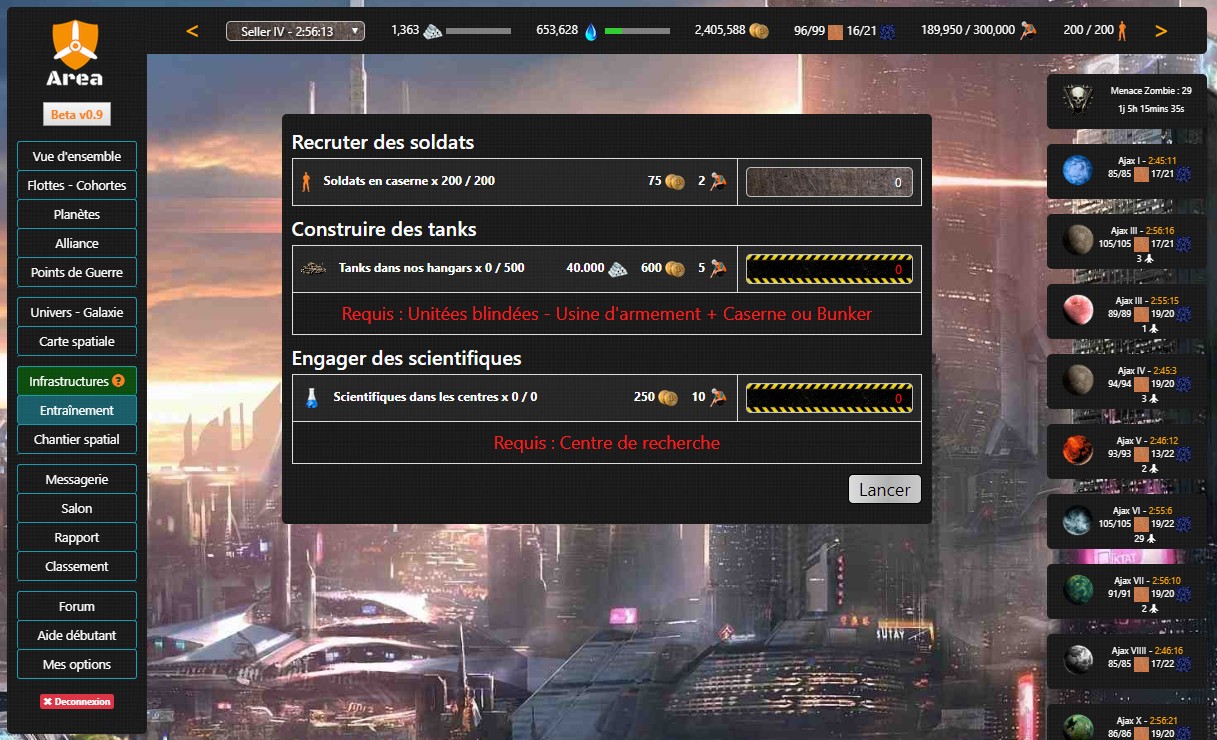 Area
Beta v0.9
Vue d'ensemble
Flottes - Cohortes
Planètes
Alliance
Points de Guerre
Univers - Galaxie
Carte spatiale
Infrastructures ?
Entraînement
Chantier spatial
Messagerie
Salon
Rapport
Classement
Forum
Aide débutant
Mes options
✖ Deconnexion
< Seller IV - 2:56:13 ▼ 1,363 653,628 2,405,588 96/99 16/21 189,950 / 300,000 200 / 200 >
Recruter des soldats
Soldats en caserne x 200 / 200 75 2 0
Construire des tanks
Tanks dans nos hangars x 0 / 500 40.000 600 5 0
Requis : Unitées blindées - Usine d'armement + Caserne ou Bunker
Engager des scientifiques
Scientifiques dans les centres x 0 / 0 250 10 0
Requis : Centre de recherche
Lancer
SUTAY
Menace Zombie : 29
1j 5h 15mins 35s
Ajax I - 2:45:11
85/85 17/21
Ajax III - 2:56:16
105/105 17/21
3
Ajax III - 2:55:15
89/89 19/20
1
Ajax IV - 2:45:3
94/94 19/20
3
Ajax V - 2:46:12
93/93 13/22
2
Ajax VI - 2:55:6
105/105 19/22
29
Ajax VII - 2:56:10
91/91 19/20
2
Ajax VIIII - 2:46:16
85/85 17/22
Ajax X - 2:56:21
86/86 19/20